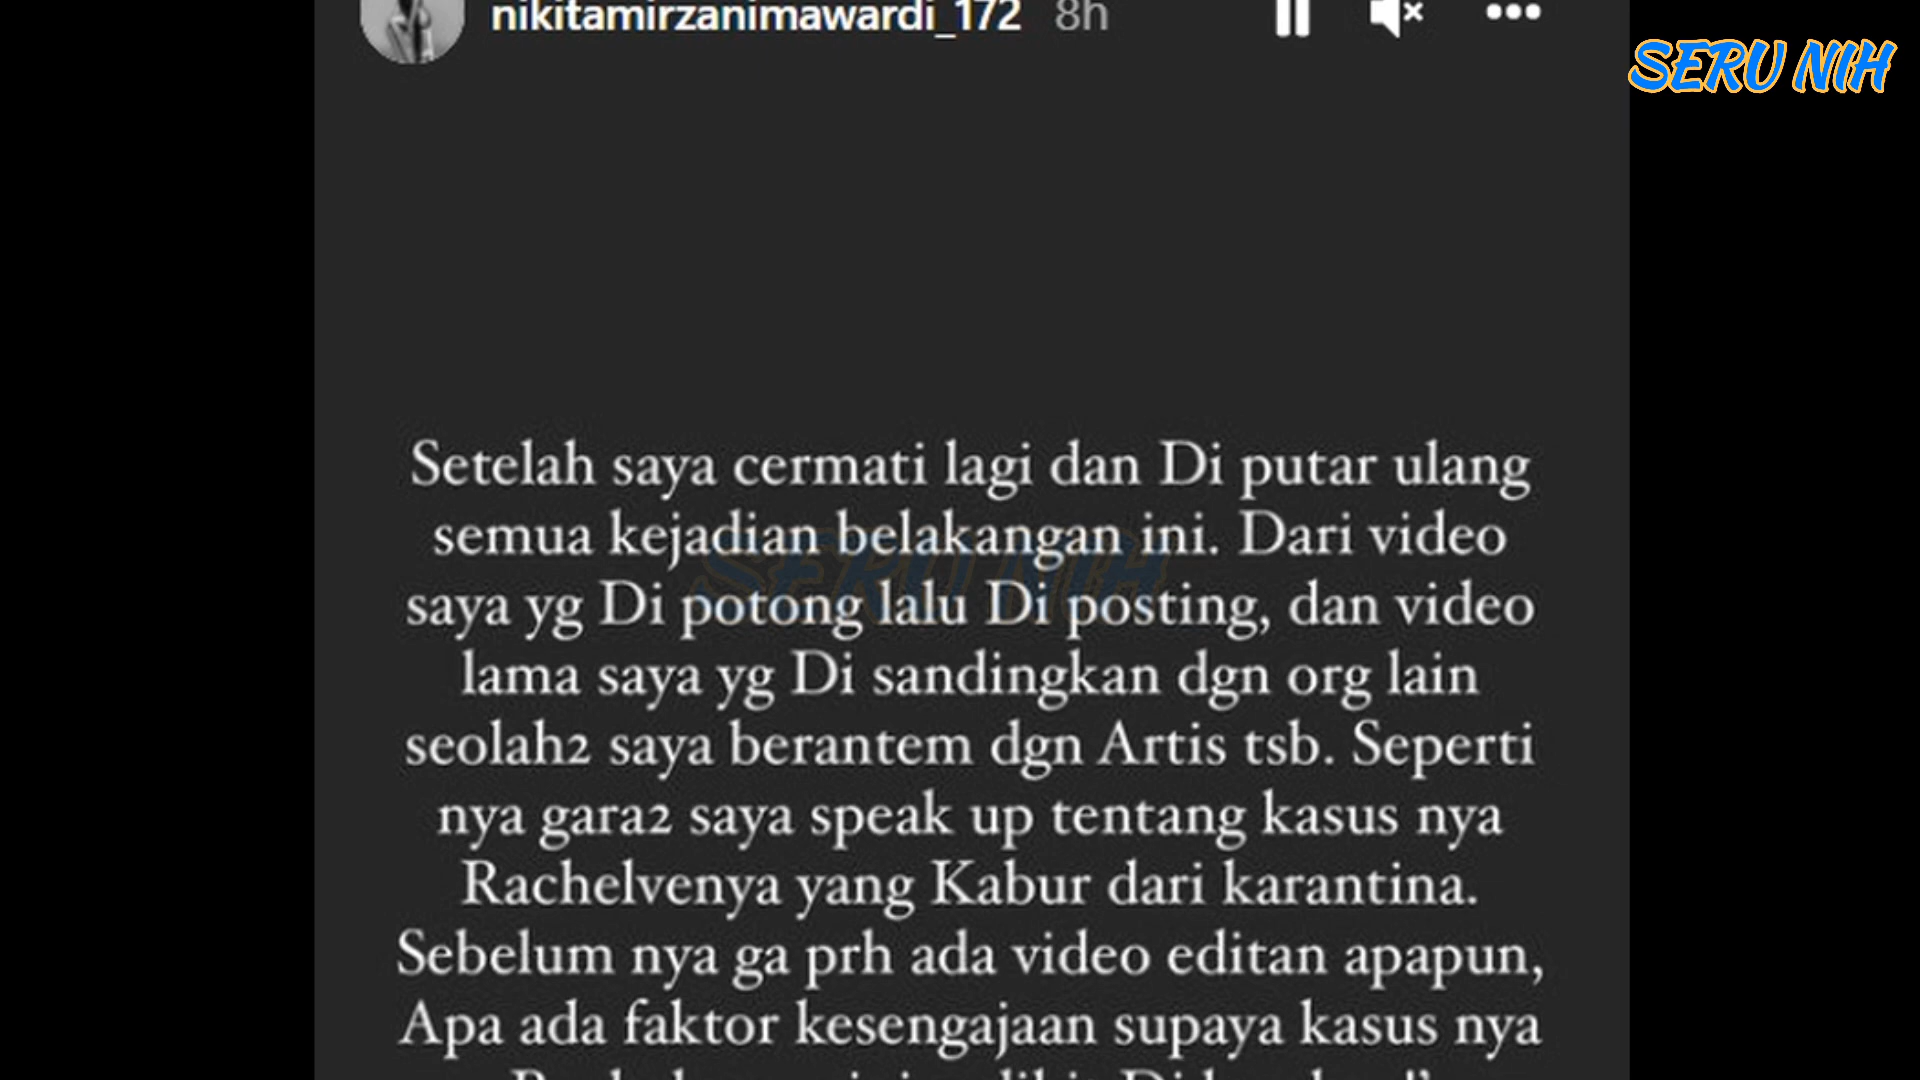 nikitamirzanimawardi_172 8h
SERU NIH
Setelah saya cermati lagi dan Di putar ulang
semua kejadian belakangan ini. Dari video
saya yg Di potong lalu Di posting, dan video
lama saya yg Di sandingkan dgn org lain
seolah2 saya berantem dgn Artis tsb. Seperti
nya gara2 saya speak up tentang kasus nya
Rachelvenya yang Kabur dari karantina.
Sebelum nya ga prh ada video editan apapun,
Apa ada faktor kesengajaan supaya kasus nya
SERU NIH